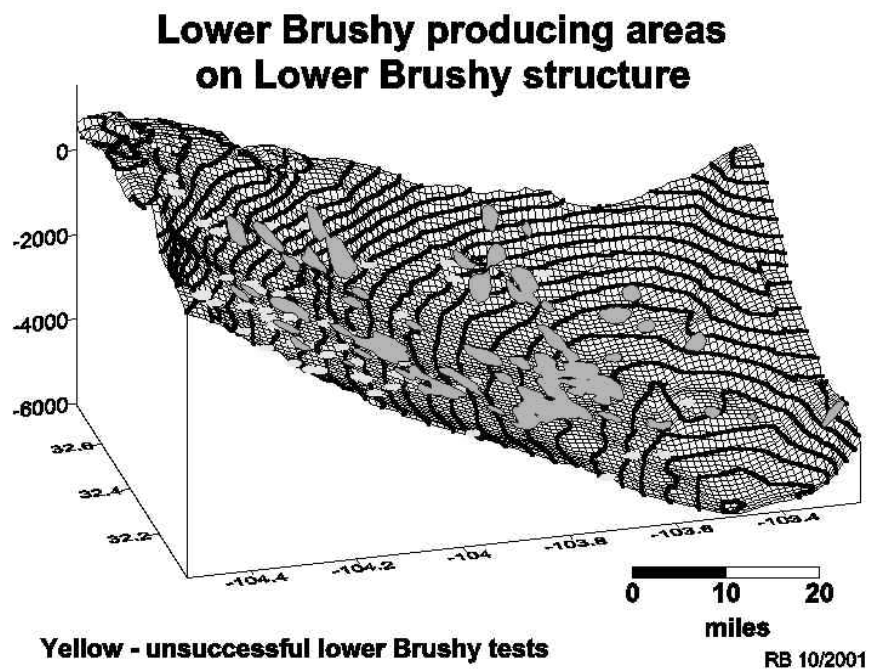 Lower Brushy producing areas
on Lower Brushy structure
0
-2000
-4000
-6000
32.6
32.4
32.2
-104.4
-104.2
-104
-103.8
-103.6
-103.4
0 10 20
miles
Yellow - unsuccessful lower Brushy tests
RB 10/2001